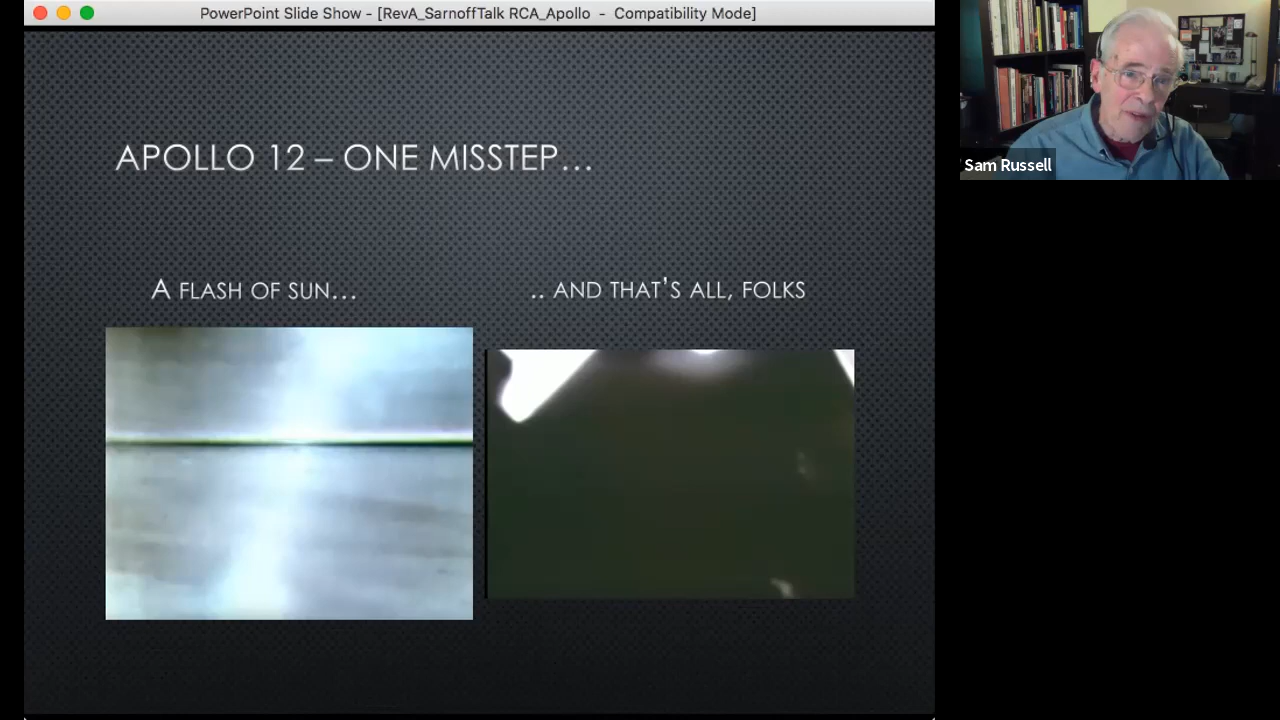 PowerPoint Slide Show - [RevA_SarnoffTalk RCA_Apollo - Compatibility Mode]
APOLLO 12 – ONE MISSTEP…
A FLASH OF SUN…
.. AND THAT'S ALL, FOLKS
Sam Russell